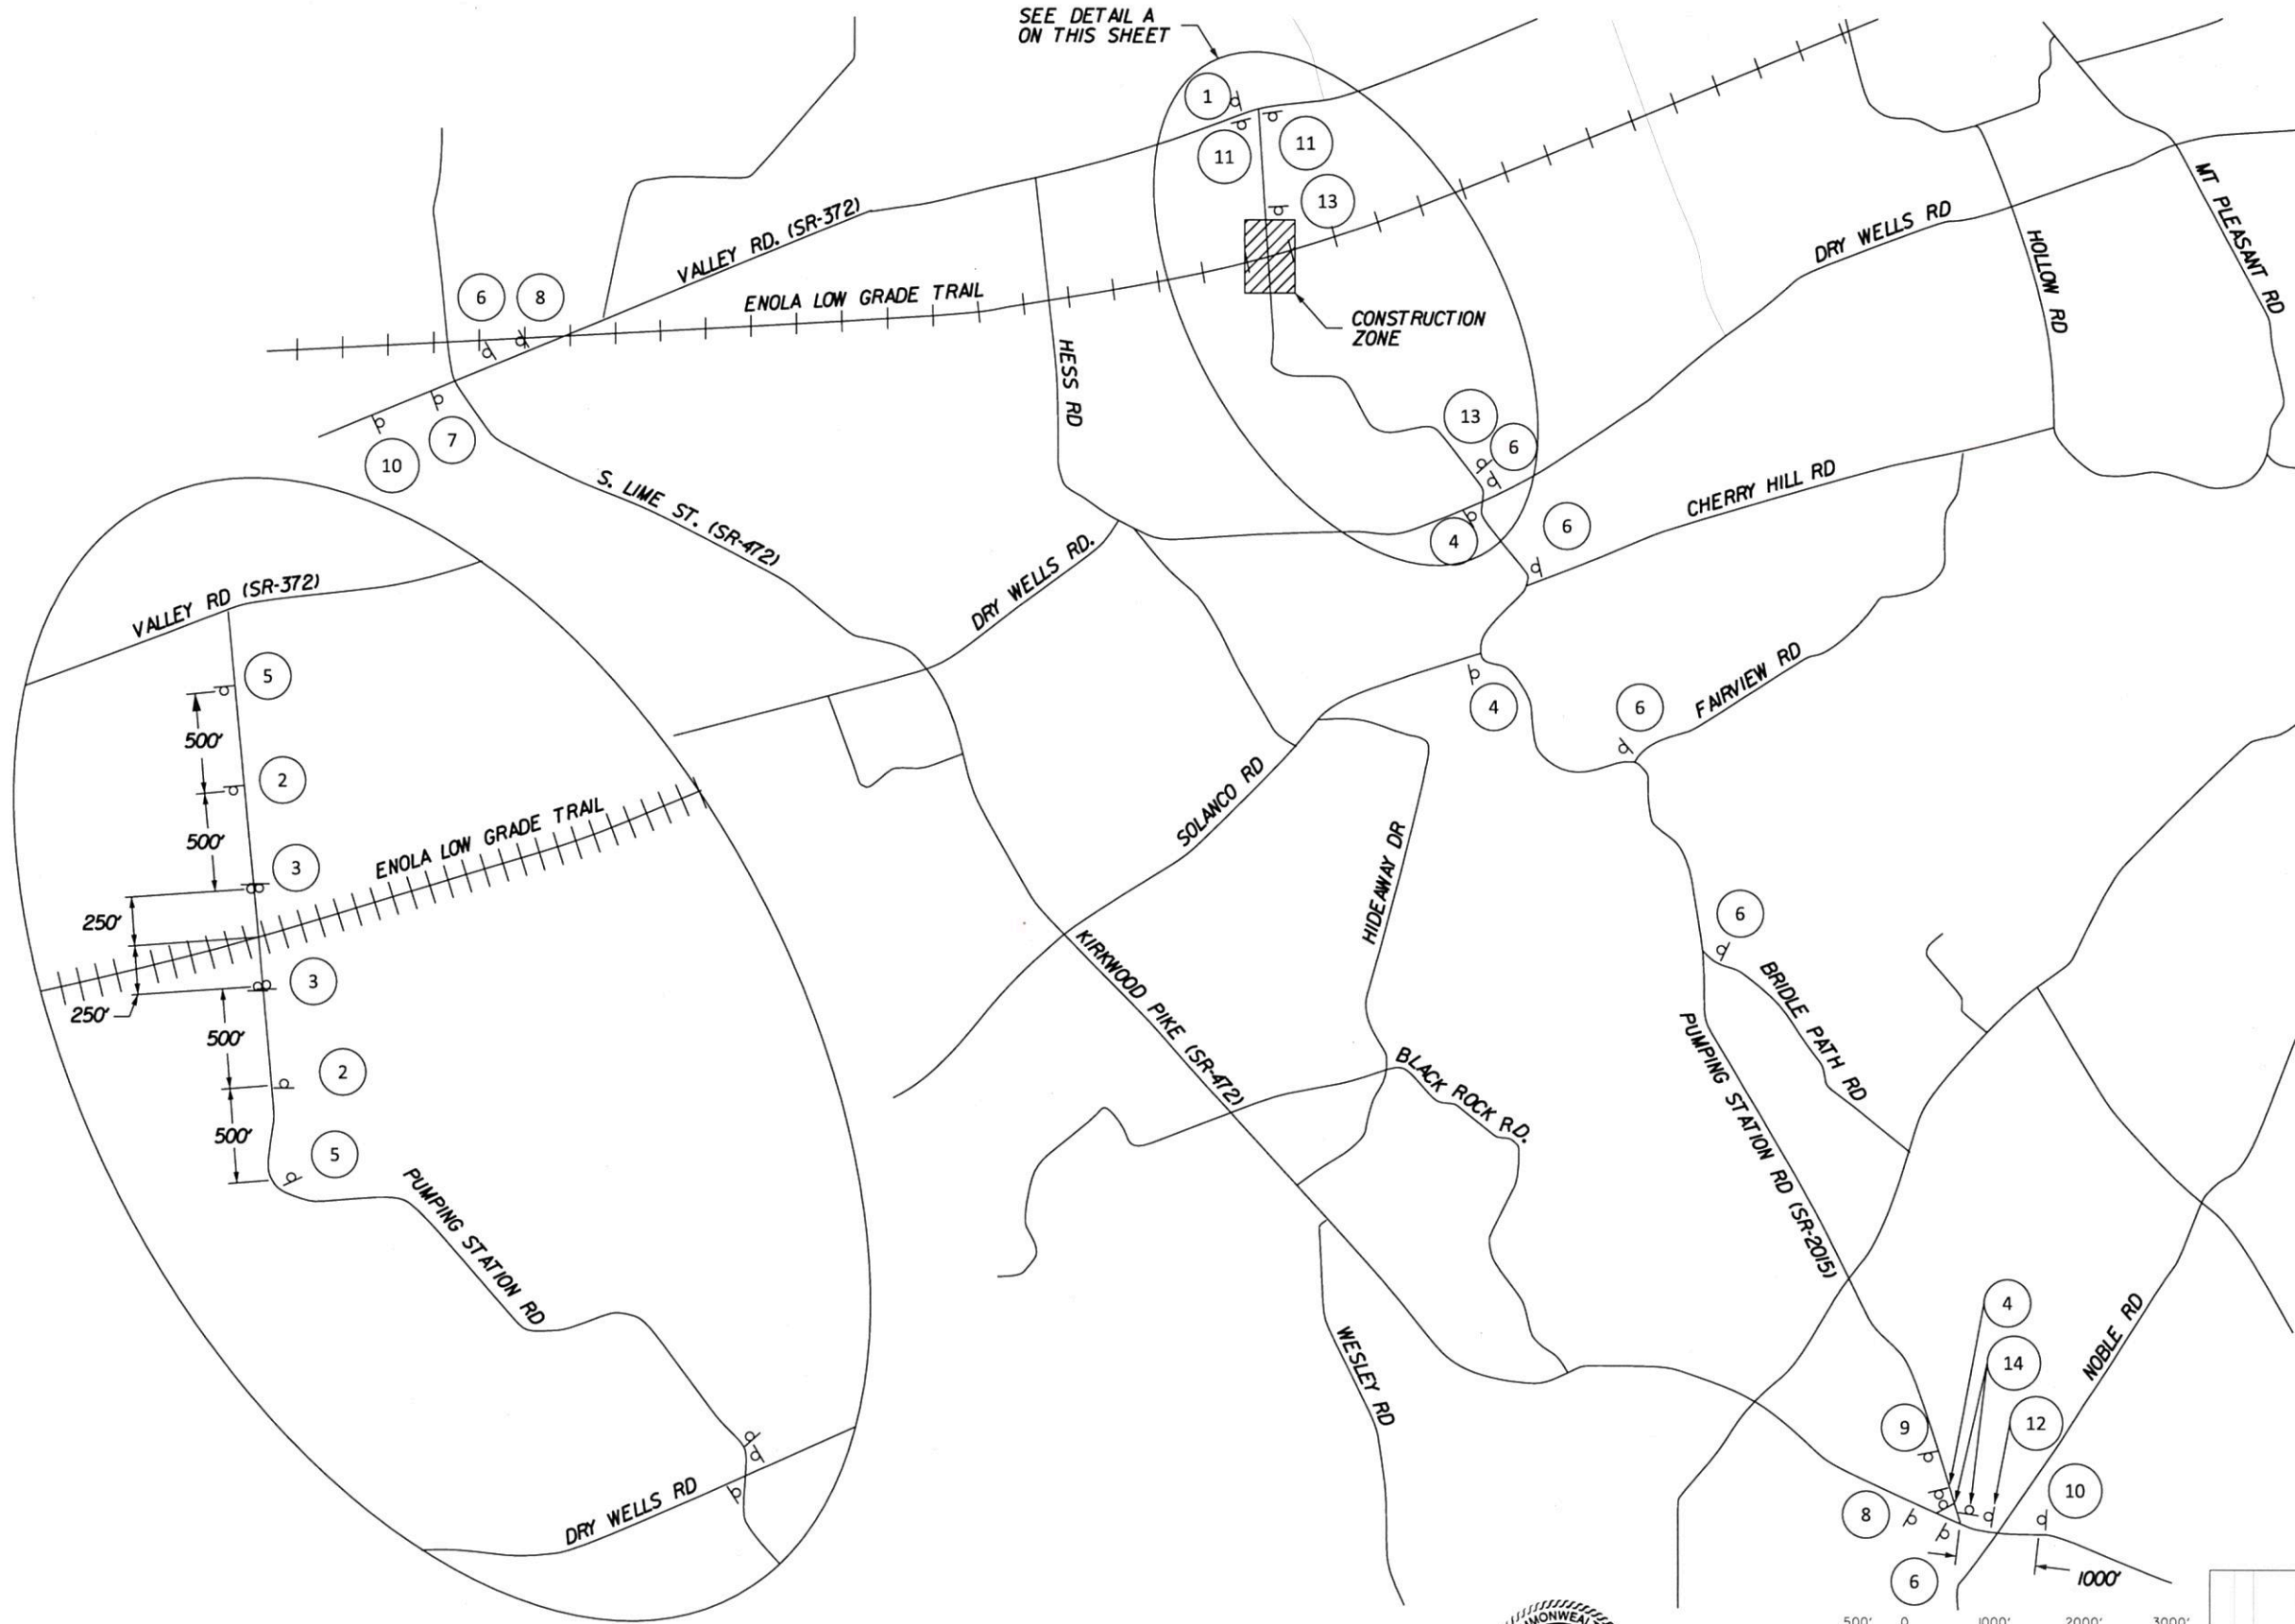 SEE DETAIL A
ON THIS SHEET
1
11
11
13
VALLEY RD. (SR-372)
ENOLA LOW GRADE TRAIL
6
8
CONSTRUCTION
ZONE
DRY WELLS RD
HOLLOW RD
MT PLEASANT RD
HESS RD
7
10
13
6
4
6
CHERRY HILL RD
S. LIME ST. (SR-472)
DRY WELLS RD.
4
6
FAIRVIEW RD
SOLANCO RD
HIDEAWAY DR
6
BRIDLE PATH RD
KIRKWOOD PIKE (SR-472)
BLACK ROCK RD.
PUMPING STATION RD (SR-2015)
WESLEY RD
NOBLE RD
4
14
12
9
10
8
6
1000'
VALLEY RD (SR-372)
5
500'
2
500'
3
ENOLA LOW GRADE TRAIL
250'
3
250'
500'
2
500'
5
PUMPING STATION RD
DRY WELLS RD
500'
0
1000'
2000'
3000'